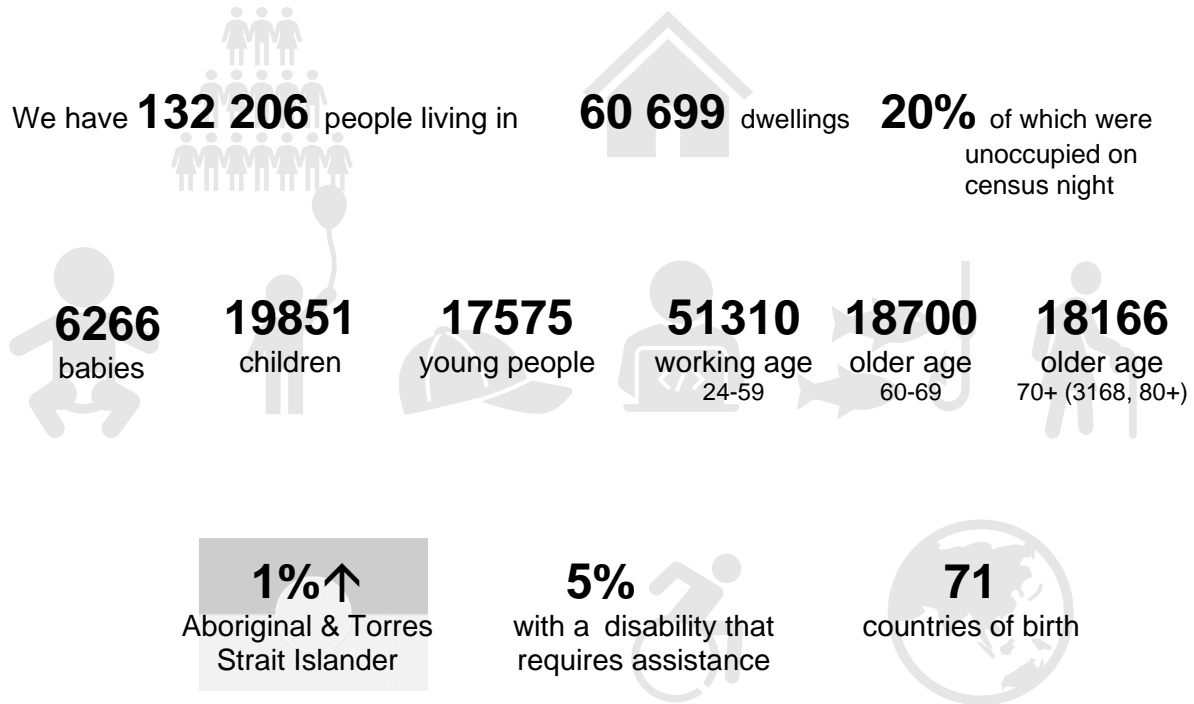 We have 132 206 people living in 60 699 dwellings 20% of which were
unoccupied on
census night
6266
babies
19851
children
17575
young people
51310
working age
24-59
18700
older age
60-69
18166
older age
70+ (3168, 80+)
1%↑
Aboriginal & Torres
Strait Islander
5%
with a disability that
requires assistance
71
countries of birth